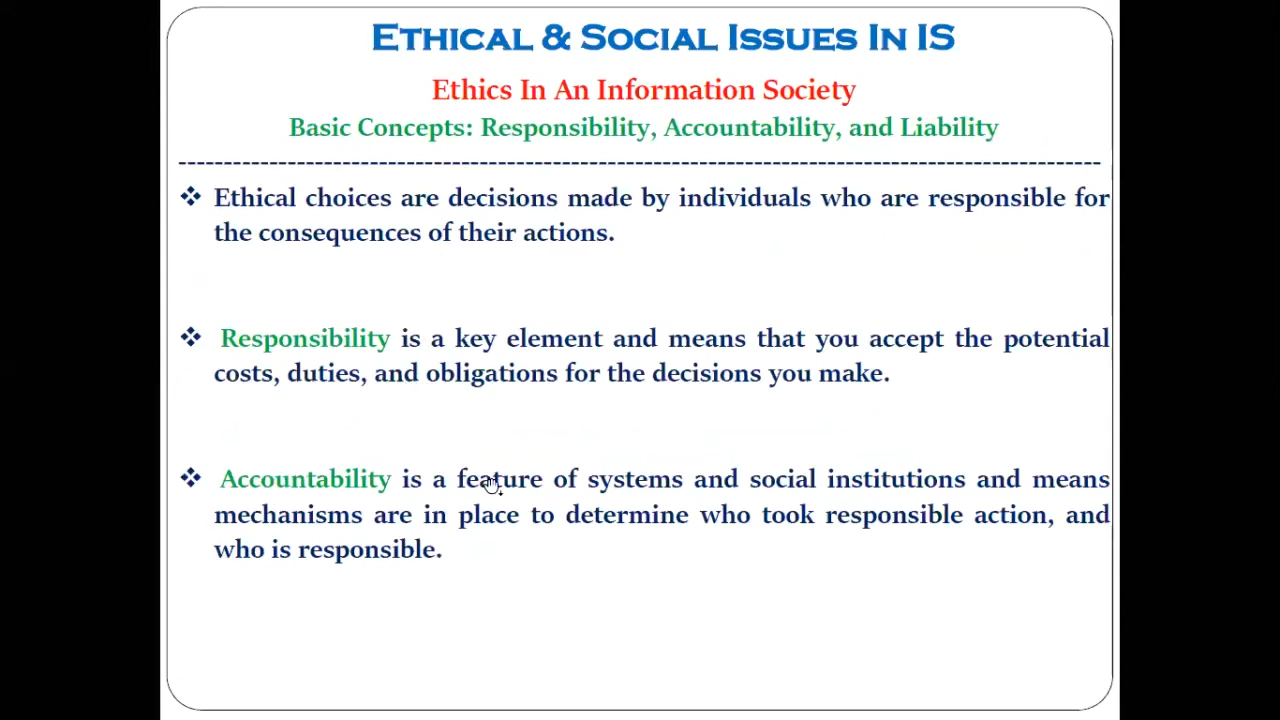 Ethical & Social Issues In IS
Ethics In An Information Society
Basic Concepts: Responsibility, Accountability, and Liability
❖ Ethical choices are decisions made by individuals who are responsible for
the consequences of their actions.
❖ Responsibility is a key element and means that you accept the potential
costs, duties, and obligations for the decisions you make.
❖ Accountability is a feature of systems and social institutions and means
mechanisms are in place to determine who took responsible action, and
who is responsible.